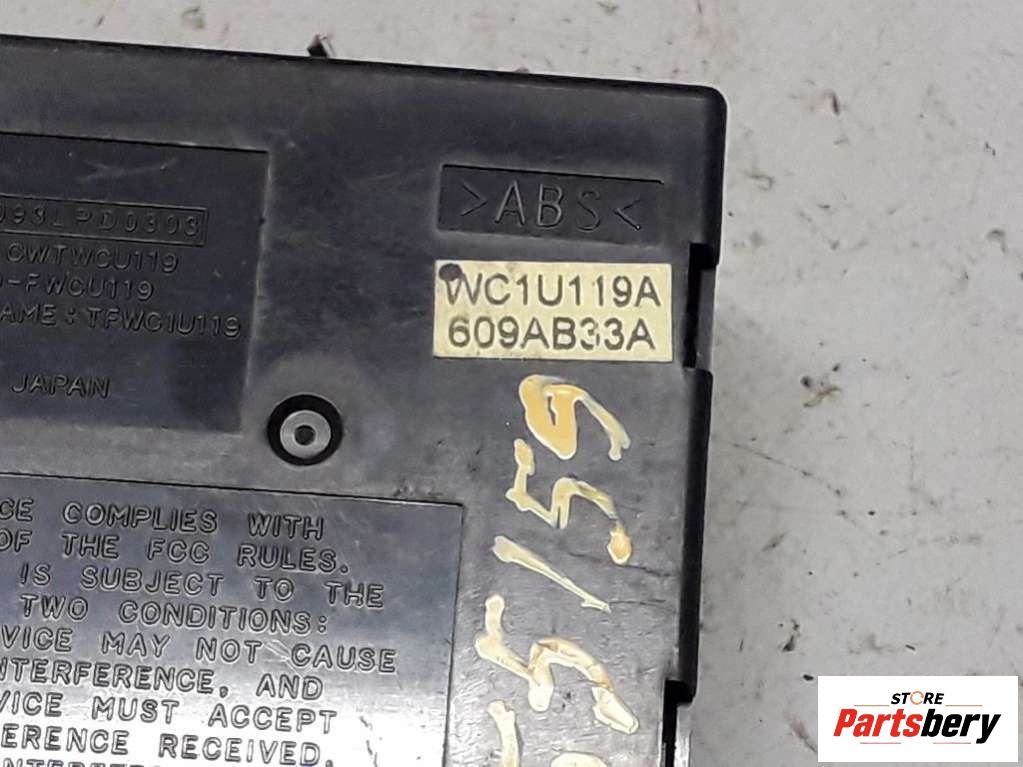 >ABS<
093LPD0303
CWTWCU119
-FWCU119
AME: TFWC1U119
JAPAN
WC1U119A
609AB33A
CE COMPLIES WITH
OF THE FCC RULES.
IS SUBJECT TO THE
TWO CONDITIONS:
VICE MAY NOT CAUSE
NTERFERENCE, AND
VICE MUST ACCEPT
ERENCE RECEIVED,
STORE
Partsbery